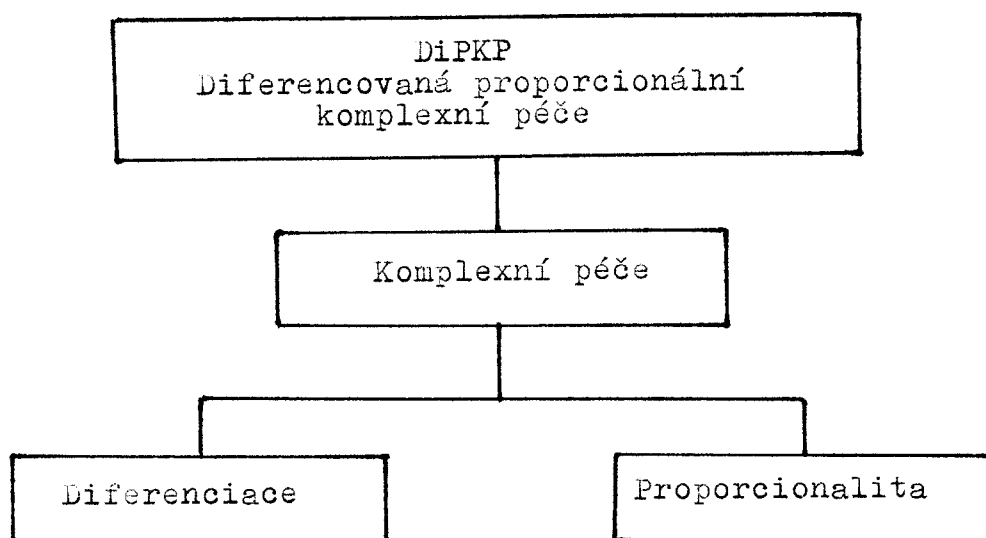 DiPKP
Diferencovaná proporcionální
komplexní péče
Komplexní péče
Diferenciace
Proporcionalita